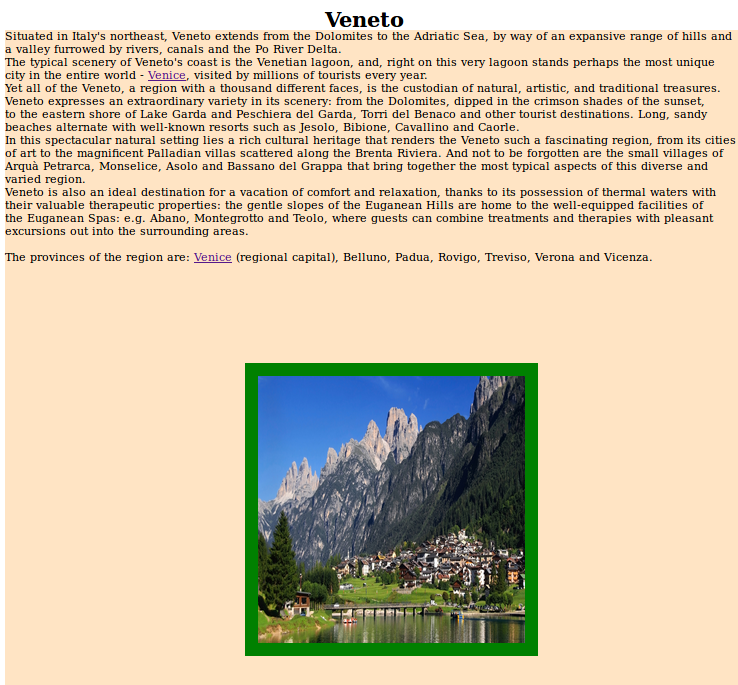 Veneto
Situated in Italy's northeast, Veneto extends from the Dolomites to the Adriatic Sea, by way of an expansive range of hills and
a valley furrowed by rivers, canals and the Po River Delta.
The typical scenery of Veneto's coast is the Venetian lagoon, and, right on this very lagoon stands perhaps the most unique
city in the entire world - Venice, visited by millions of tourists every year.
Yet all of the Veneto, a region with a thousand different faces, is the custodian of natural, artistic, and traditional treasures.
Veneto expresses an extraordinary variety in its scenery: from the Dolomites, dipped in the crimson shades of the sunset,
to the eastern shore of Lake Garda and Peschiera del Garda, Torri del Benaco and other tourist destinations. Long, sandy
beaches alternate with well-known resorts such as Jesolo, Bibione, Cavallino and Caorle.
In this spectacular natural setting lies a rich cultural heritage that renders the Veneto such a fascinating region, from its cities
of art to the magnificent Palladian villas scattered along the Brenta Riviera. And not to be forgotten are the small villages of
Arquà Petrarca, Monselice, Asolo and Bassano del Grappa that bring together the most typical aspects of this diverse and
varied region.
Veneto is also an ideal destination for a vacation of comfort and relaxation, thanks to its possession of thermal waters with
their valuable therapeutic properties: the gentle slopes of the Euganean Hills are home to the well-equipped facilities of
the Euganean Spas: e.g. Abano, Montegrotto and Teolo, where guests can combine treatments and therapies with pleasant
excursions out into the surrounding areas.
The provinces of the region are: Venice (regional capital), Belluno, Padua, Rovigo, Treviso, Verona and Vicenza.